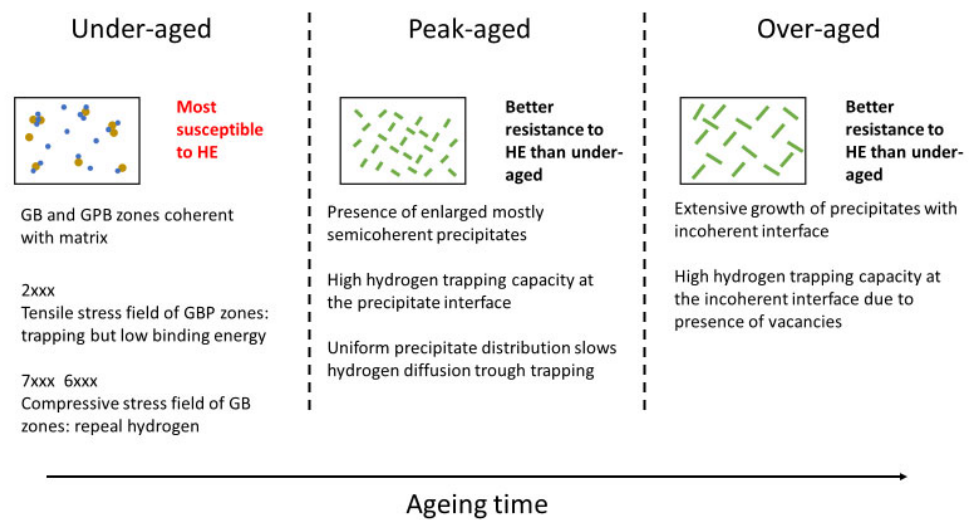 Under-aged
Most
susceptible
to HE
GB and GPB zones coherent
with matrix
2xxx
Tensile stress field of GBP zones:
trapping but low binding energy
7xxx 6xxx
Compressive stress field of GB
zones: repeal hydrogen
Peak-aged
Better
resistance to
HE than under-
aged
Presence of enlarged mostly
semicoherent precipitates
High hydrogen trapping capacity at
the precipitate interface
Uniform precipitate distribution slows
hydrogen diffusion trough trapping
Over-aged
Better
resistance to
HE than under-
aged
Extensive growth of precipitates with
incoherent interface
High hydrogen trapping capacity at
the incoherent interface due to
presence of vacancies
Ageing time